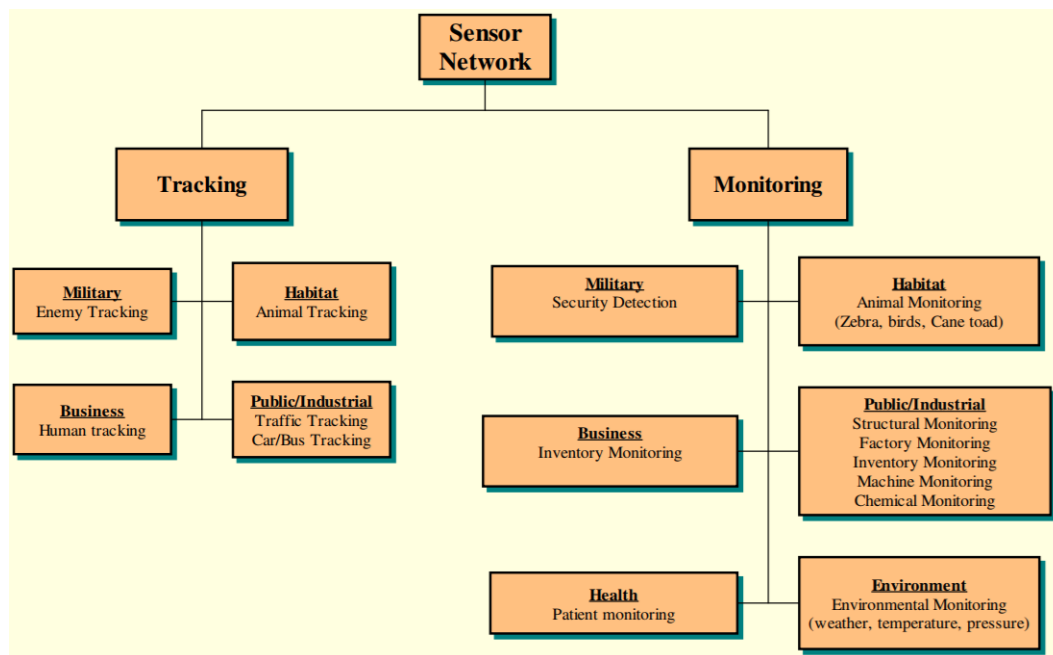 Sensor
Network
Tracking
Monitoring
Military
Enemy Tracking
Habitat
Animal Tracking
Military
Security Detection
Habitat
Animal Monitoring
(Zebra, birds, Cane toad)
Business
Human tracking
Public/Industrial
Traffic Tracking
Car/Bus Tracking
Business
Inventory Monitoring
Public/Industrial
Structural Monitoring
Factory Monitoring
Inventory Monitoring
Machine Monitoring
Chemical Monitoring
Health
Patient monitoring
Environment
Environmental Monitoring
(weather, temperature, pressure)